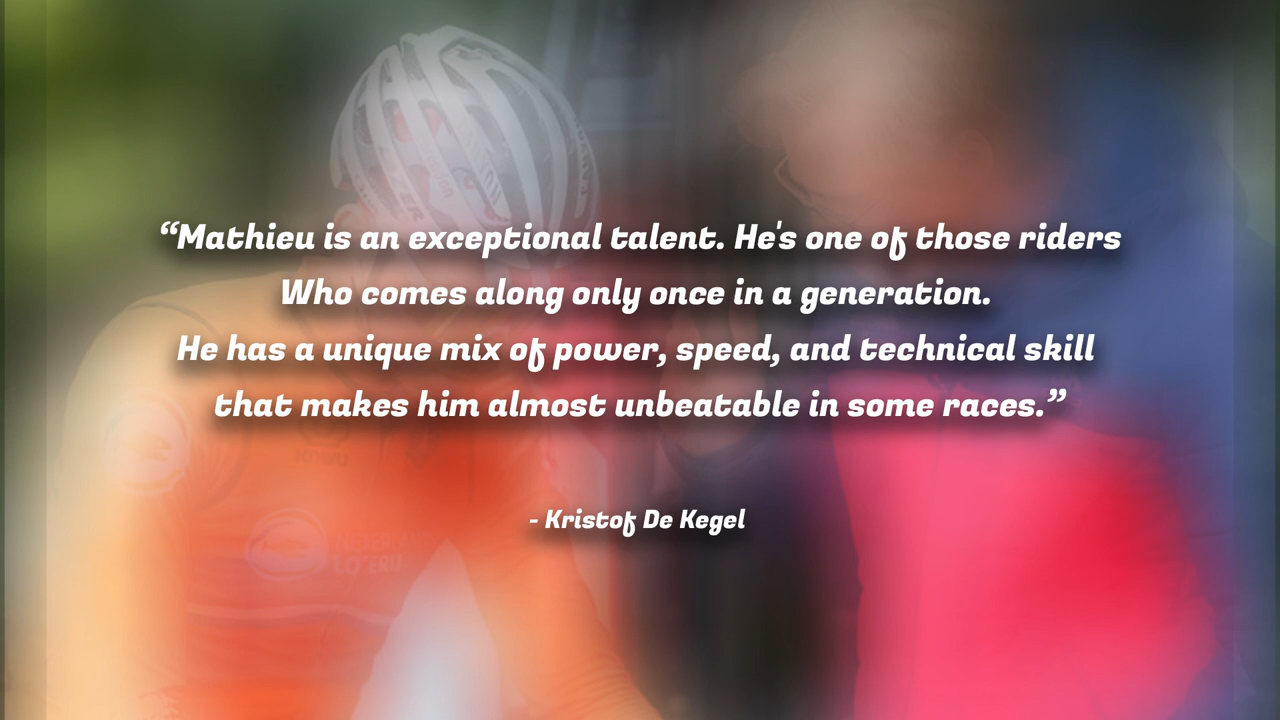 “Mathieu is an exceptional talent. He's one of those riders
Who comes along only once in a generation.
He has a unique mix of power, speed, and technical skill
that makes him almost unbeatable in some races.”
- Kristof De Kegel